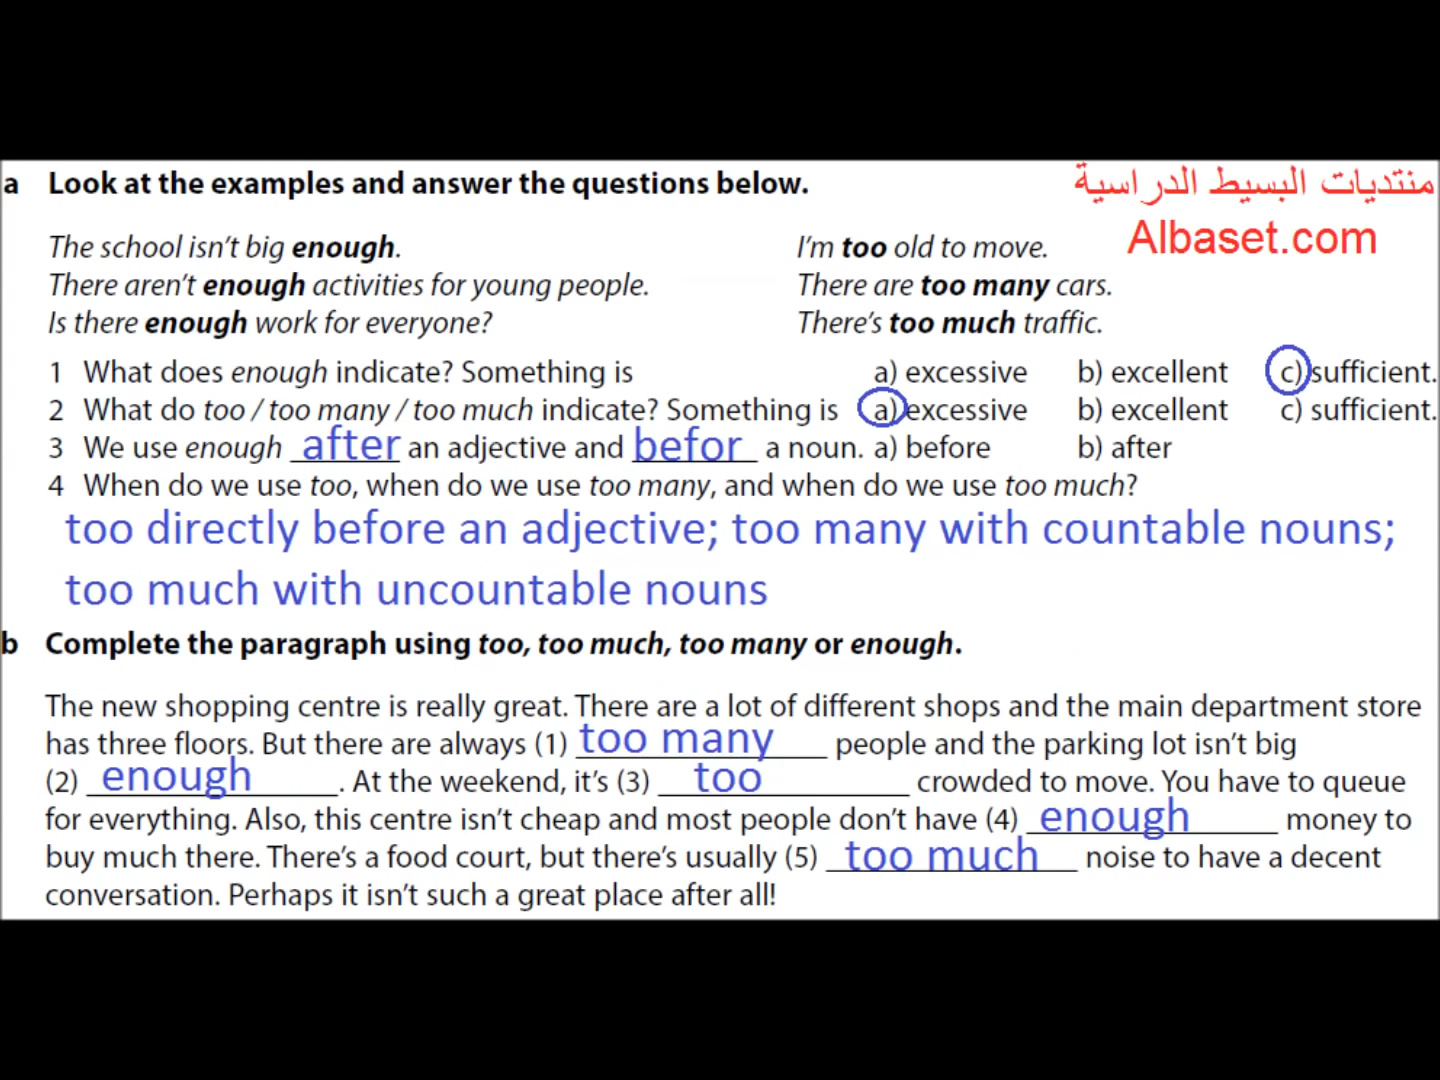 a Look at the examples and answer the questions below.
منتديات البسيط الدراسية
Albaset.com
The school isn't big enough.
I'm too old to move.
There aren't enough activities for young people.
There are too many cars.
Is there enough work for everyone?
There's too much traffic.
1 What does enough indicate? Something is a) excessive b) excellent c) sufficient.
2 What do too / too many / too much indicate? Something is a) excessive b) excellent c) sufficient.
3 We use enough after an adjective and befor a noun. a) before b) after
4 When do we use too, when do we use too many, and when do we use too much?
too directly before an adjective; too many with countable nouns;
too much with uncountable nouns
b Complete the paragraph using too, too much, too many or enough.
The new shopping centre is really great. There are a lot of different shops and the main department store
has three floors. But there are always (1) too many people and the parking lot isn't big
(2) enough. At the weekend, it's (3) too crowded to move. You have to queue
for everything. Also, this centre isn't cheap and most people don't have (4) enough money to
buy much there. There's a food court, but there's usually (5) too much noise to have a decent
conversation. Perhaps it isn't such a great place after all!